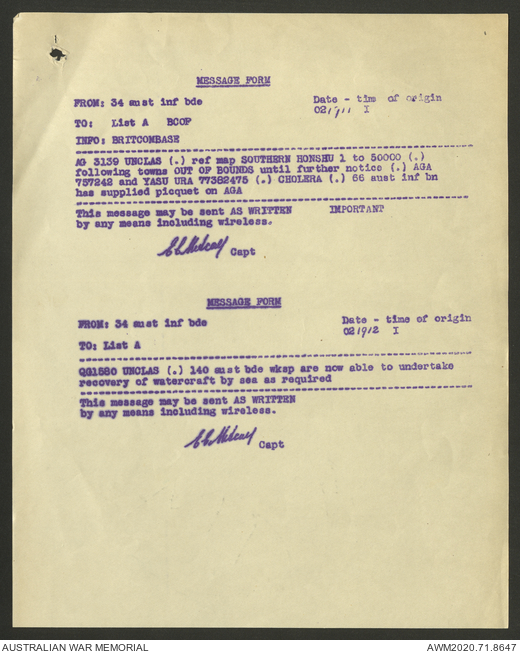 MESSAGE FORM
FROM: 34 aust inf bde
Date - time of origin
021911 I
TO: List A BCOF
INFO: BRITCOMBASE
AG 3139 UNCLAS (.) ref map SOUTHERN HONSHU 1 to 50000 (.)
following towns OUT OF BOUNDS until further notice (.) AGA
757242 and YASU URA 77382475 (.) CHOLERA (.) 66 aust inf bn
has supplied picquet on AGA
This message may be sent AS WRITTEN IMPORTANT
by any means including wireless.
Capt
MESSAGE FORM
FROM: 34 aust inf bde
Date - time of origin
021912 I
TO: List A
QG1580 UNCLAS (.) 140 aust bde wksp are now able to undertake
recovery of watercraft by sea as required
This message may be sent AS WRITTEN
by any means including wireless.
Capt
AUSTRALIAN WAR MEMORIAL
AWM2020.71.8647